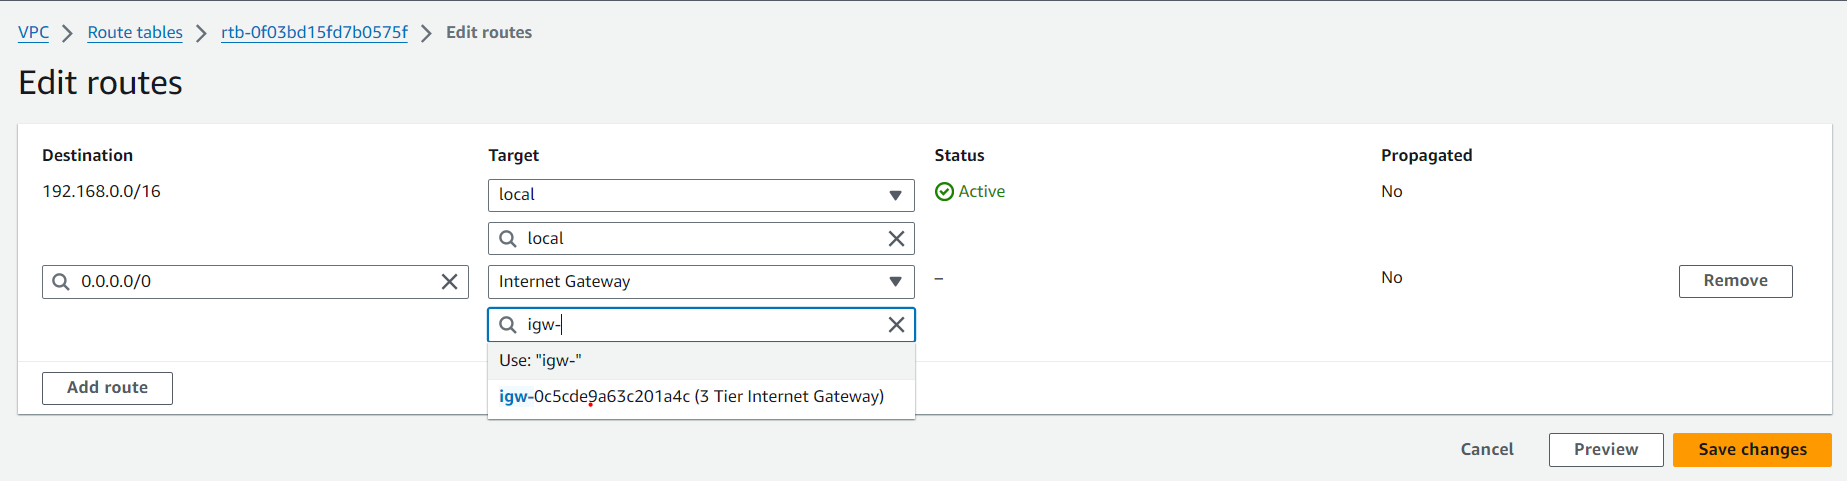 VPC > Route tables > rtb-0f03bd15fd7b0575f > Edit routes
Edit routes
Destination Target Status Propagated
192.168.0.0/16 local Active No
local
0.0.0.0/0 Internet Gateway – No Remove
igw-
Use: "igw-"
Add route
igw-0c5cde9a63c201a4c (3 Tier Internet Gateway)
Cancel Preview Save changes